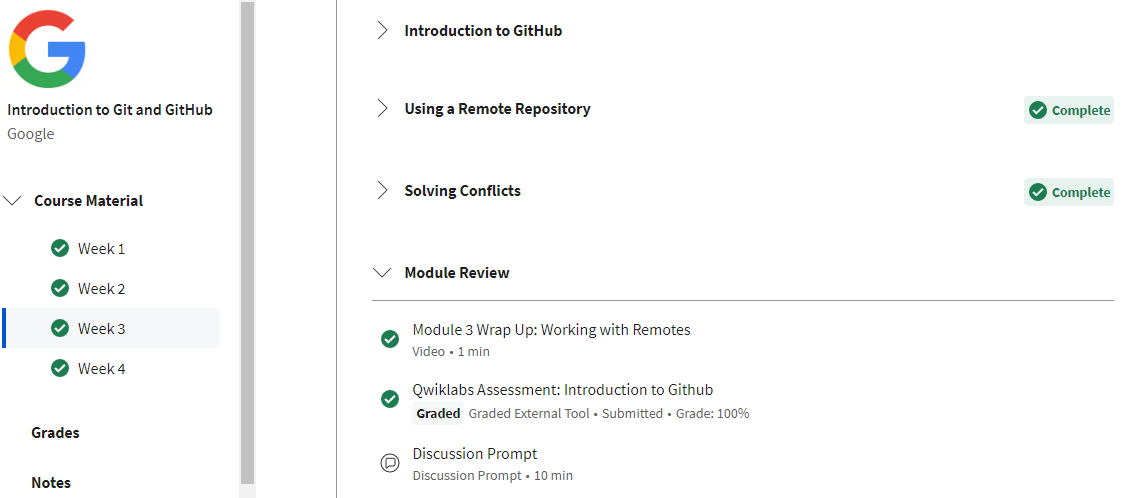 Introduction to Git and GitHub
Google
Course Material
Week 1
Week 2
Week 3
Week 4
Grades
Notes
Introduction to GitHub
Using a Remote Repository
Complete
Solving Conflicts
Complete
Module Review
Module 3 Wrap Up: Working with Remotes
Video • 1 min
Qwiklabs Assessment: Introduction to Github
Graded Graded External Tool • Submitted • Grade: 100%
Discussion Prompt
Discussion Prompt • 10 min